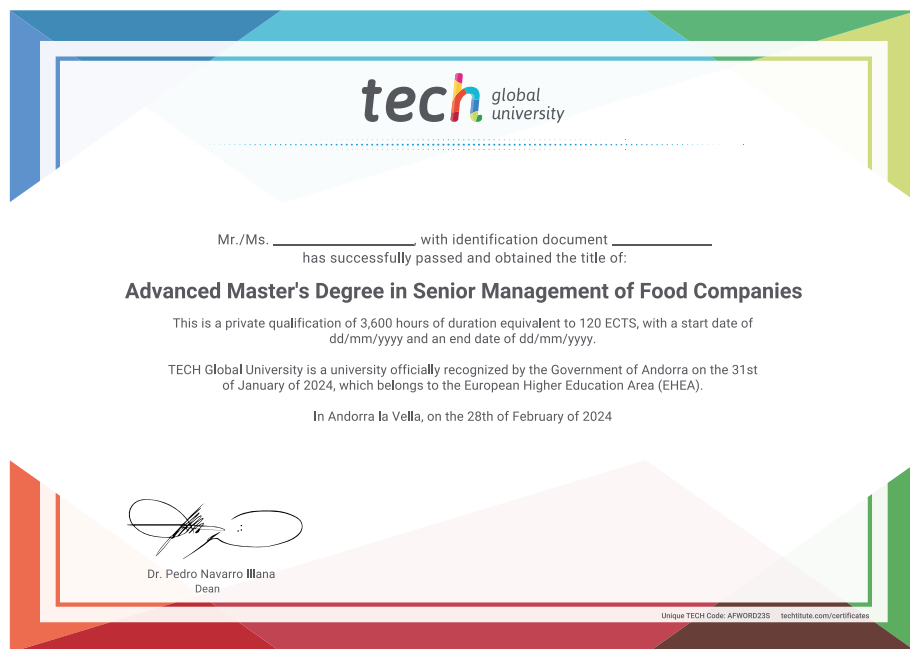 tech global
university
Mr./Ms. ____________, with identification document ____________
has successfully passed and obtained the title of:
Advanced Master's Degree in Senior Management of Food Companies
This is a private qualification of 3,600 hours of duration equivalent to 120 ECTS, with a start date of
dd/mm/yyyy and an end date of dd/mm/yyyy.
TECH Global University is a university officially recognized by the Government of Andorra on the 31st
of January of 2024, which belongs to the European Higher Education Area (EHEA).
In Andorra la Vella, on the 28th of February of 2024
Dr. Pedro Navarro Illana
Dean
Unique TECH Code: AFWORD23S techtitute.com/certificates